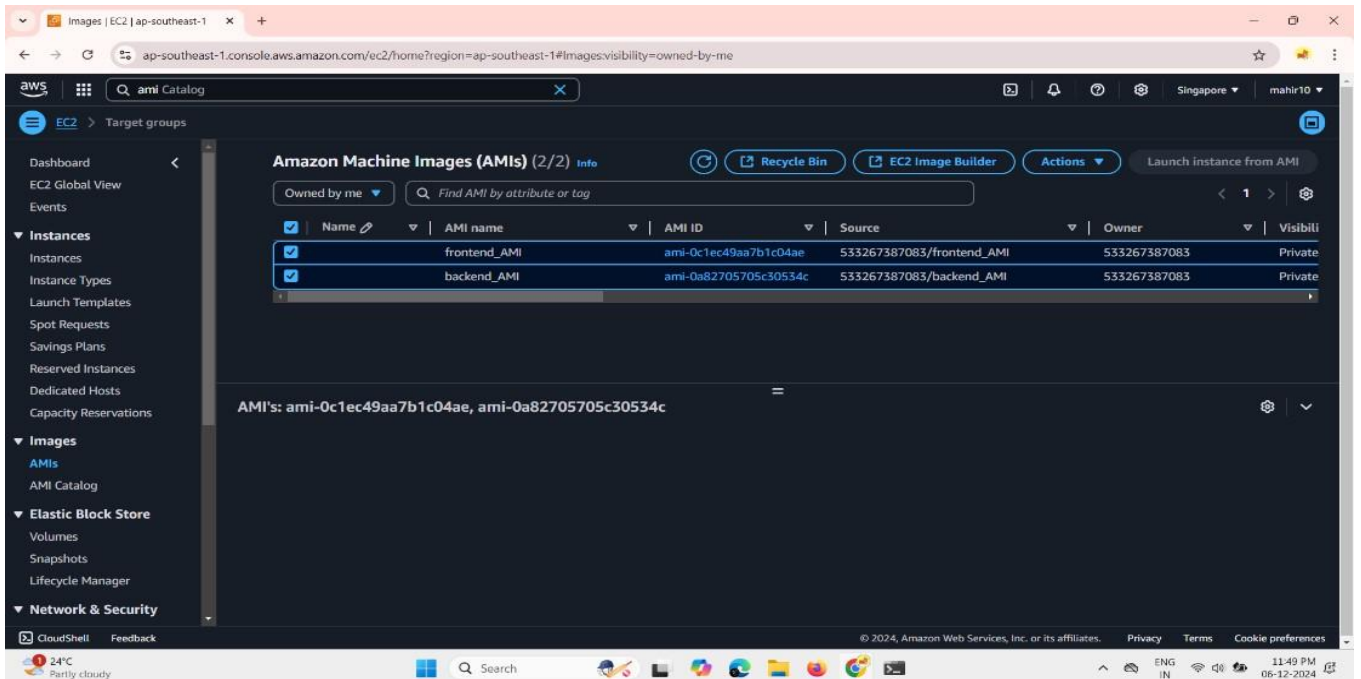 Images | EC2 | ap-southeast-1
ap-southeast-1.console.aws.amazon.com/ec2/home?region=ap-southeast-1#Images:visibility=owned-by-me
aws ami Catalog Singapore mahir10
EC2 > Target groups
Dashboard
EC2 Global View
Events
Instances
Instances
Instance Types
Launch Templates
Spot Requests
Savings Plans
Reserved Instances
Dedicated Hosts
Capacity Reservations
Images
AMIs
AMI Catalog
Elastic Block Store
Volumes
Snapshots
Lifecycle Manager
Network & Security
Amazon Machine Images (AMIs) (2/2) Info Recycle Bin EC2 Image Builder Actions Launch instance from AMI
Owned by me Find AMI by attribute or tag 1
Name AMI name AMI ID Source Owner Visibili
frontend_AMI ami-0c1ec49aa7b1c04ae 533267387083/frontend_AMI 533267387083 Private
backend_AMI ami-0a82705705c30534c 533267387083/backend_AMI 533267387083 Private
AMI's: ami-0c1ec49aa7b1c04ae, ami-0a82705705c30534c
CloudShell Feedback © 2024, Amazon Web Services, Inc. or its affiliates. Privacy Terms Cookie preferences
1 24°C Search ENG 11:49 PM
Partly cloudy IN 06-12-2024